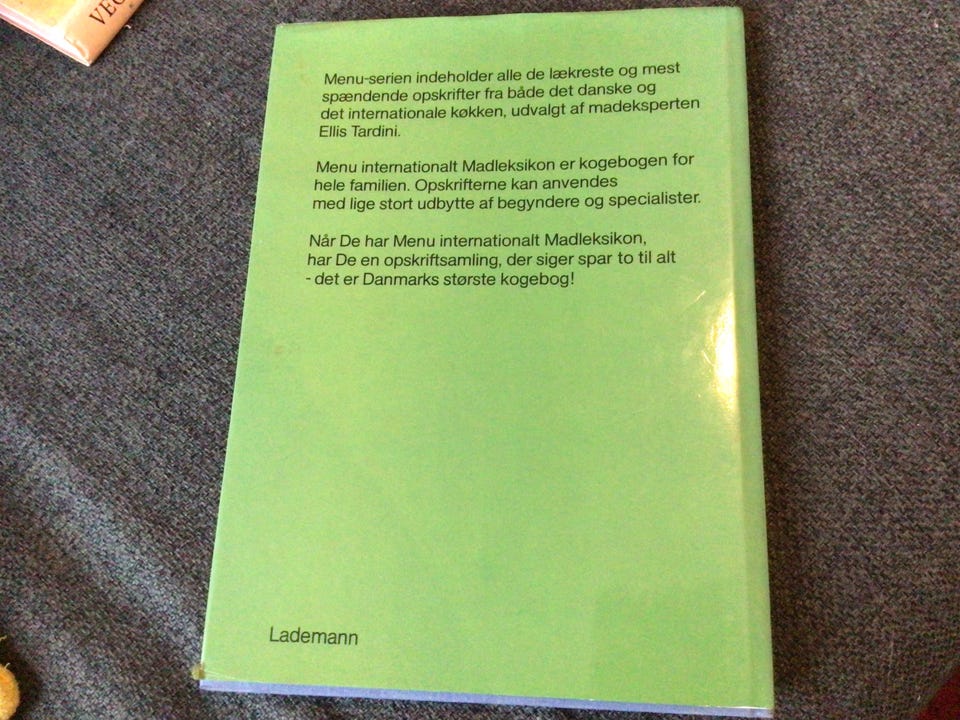 VEG
Menu-serien indeholder alle de lækreste og mest
spændende opskrifter fra både det danske og
det internationale køkken, udvalgt af madeksperten
Ellis Tardini.
Menu internationalt Madleksikon er kogebogen for
hele familien. Opskrifterne kan anvendes
med lige stort udbytte af begyndere og specialister.
Når De har Menu internationalt Madleksikon,
har De en opskriftsamling, der siger spar to til alt
- det er Danmarks største kogebog!
Lademann